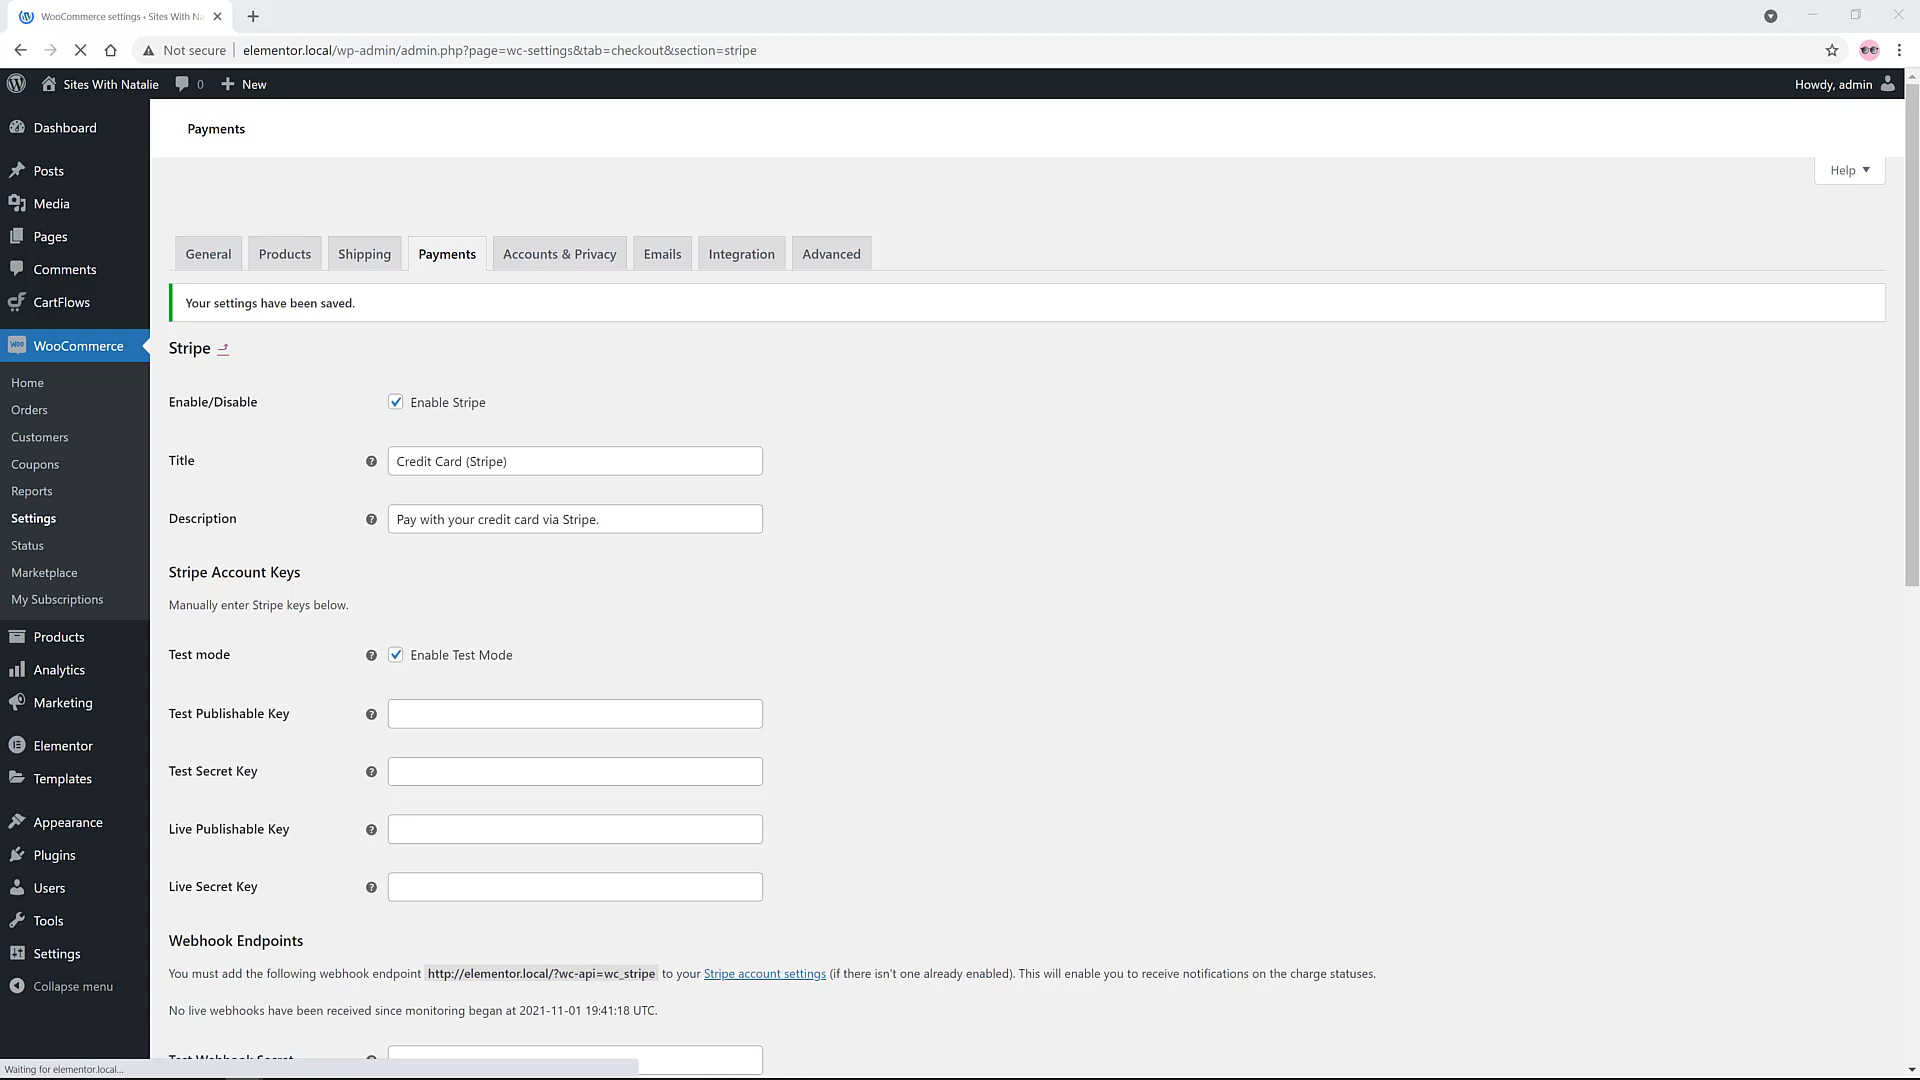 WooCommerce settings ‹ Sites With Na
Not secure
elementor.local/wp-admin/admin.php?page=wc-settings&tab=checkout&section=stripe
Sites With Natalie
0
New
Howdy, admin
Dashboard
Posts
Media
Pages
Comments
CartFlows
WooCommerce
Home
Orders
Customers
Coupons
Reports
Settings
Status
Marketplace
My Subscriptions
Products
Analytics
Marketing
Elementor
Templates
Appearance
Plugins
Users
Tools
Settings
Collapse menu
Payments
Help
General
Products
Shipping
Payments
Accounts & Privacy
Emails
Integration
Advanced
Your settings have been saved.
Stripe
Enable/Disable
Enable Stripe
Title
Credit Card (Stripe)
Description
Pay with your credit card via Stripe.
Stripe Account Keys
Manually enter Stripe keys below.
Test mode
Enable Test Mode
Test Publishable Key
Test Secret Key
Live Publishable Key
Live Secret Key
Webhook Endpoints
You must add the following webhook endpoint http://elementor.local/?wc-api=wc_stripe to your Stripe account settings (if there isn't one already enabled). This will enable you to receive notifications on the charge statuses.
No live webhooks have been received since monitoring began at 2021-11-01 19:41:18 UTC.
Test Webhook Secret
Waiting for elementor.local...